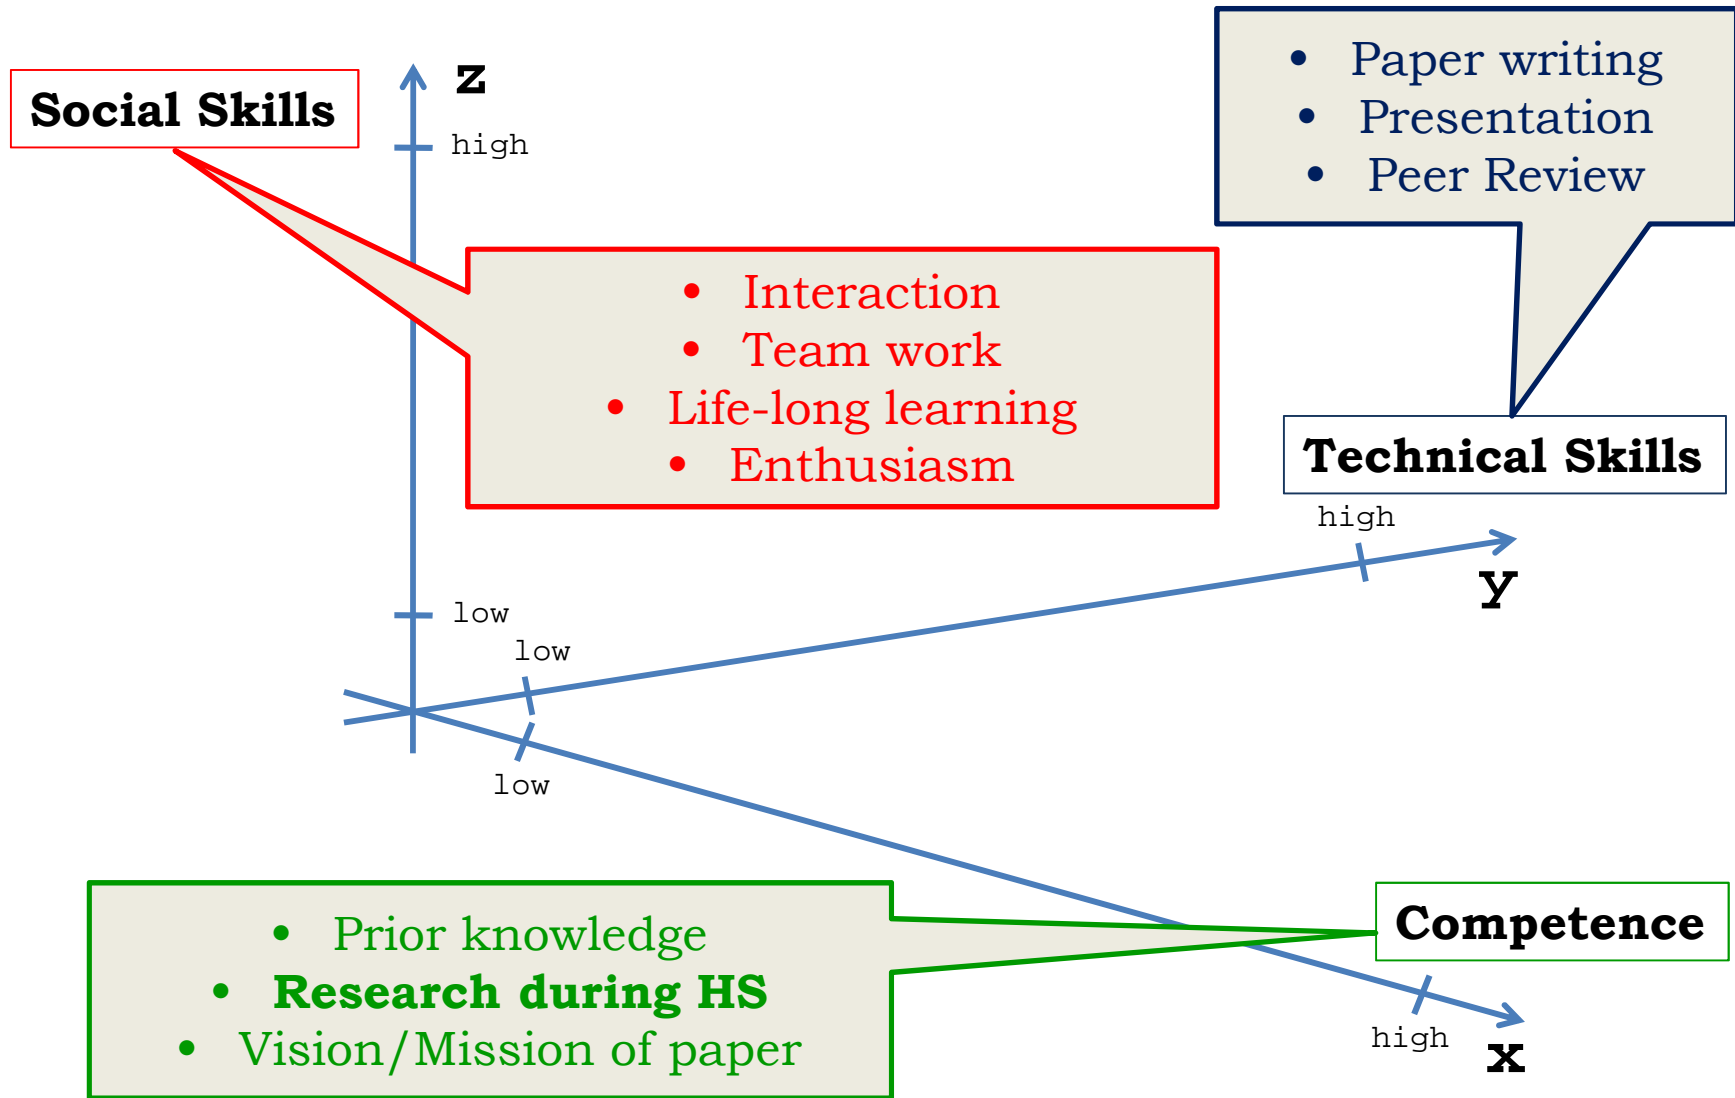 Social Skills
z
high
• Paper writing
• Presentation
• Peer Review
• Interaction
• Team work
• Life-long learning
• Enthusiasm
Technical Skills
high
y
low
low
low
• Prior knowledge
• Research during HS
• Vision/Mission of paper
Competence
high
x